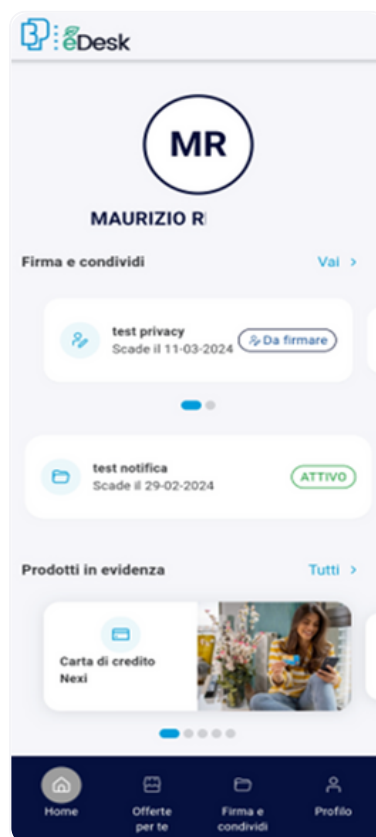 BP: eDesk
MR
MAURIZIO R
Firma e condividi
Vai >
test privacy
Scade il 11-03-2024
Da firmare
test notifica
Scade il 29-02-2024
ATTIVO
Prodotti in evidenza
Tutti >
Carta di credito
Nexi
Home
Offerte
per te
Firma e
condividi
Profilo